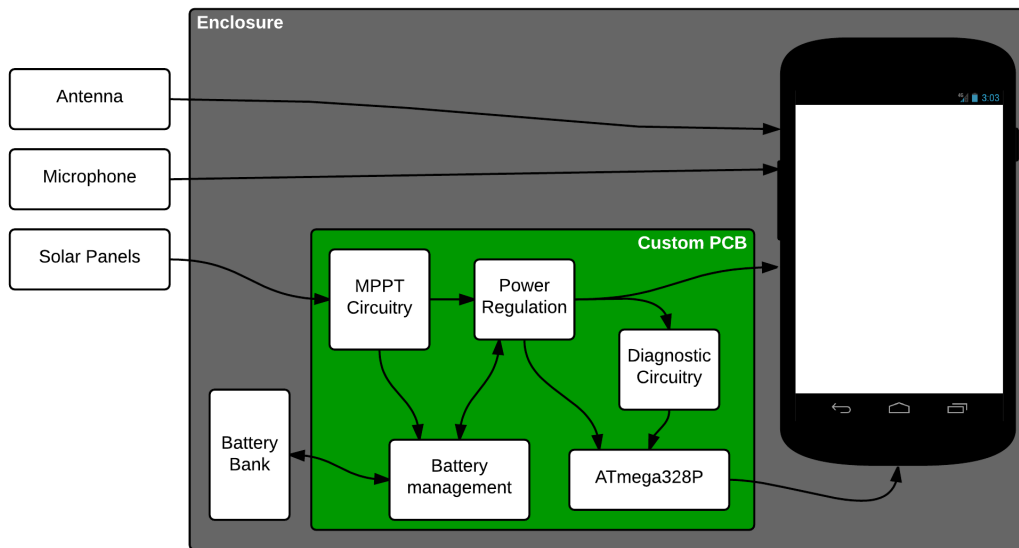 Enclosure
Antenna
3:03
Microphone
Solar Panels
Custom PCB
MPPT
Circuitry
Power
Regulation
Diagnostic
Circuitry
Battery
Bank
Battery
management
ATmega328P